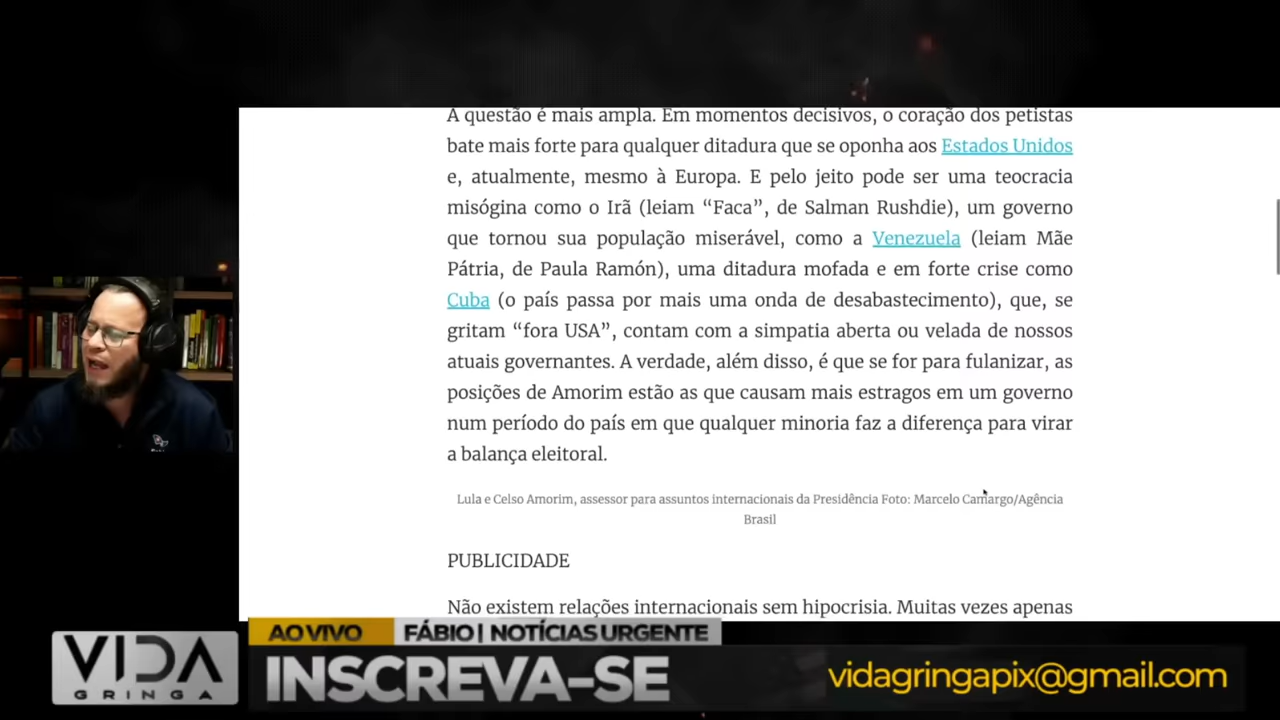 A questão é mais ampla. Em momentos decisivos, o coração dos petistas
bate mais forte para qualquer ditadura que se oponha aos Estados Unidos
e, atualmente, mesmo à Europa. E pelo jeito pode ser uma teocracia
misógina como o Irã (leiam “Faca”, de Salman Rushdie), um governo
que tornou sua população miserável, como a Venezuela (leiam Mãe
Pátria, de Paula Ramón), uma ditadura mofada e em forte crise como
Cuba (o país passa por mais uma onda de desabastecimento), que, se
gritam “fora USA”, contam com a simpatia aberta ou velada de nossos
atuais governantes. A verdade, além disso, é que se for para fulanizar, as
posições de Amorim estão as que causam mais estragos em um governo
num período do país em que qualquer minoria faz a diferença para virar
a balança eleitoral.
Lula e Celso Amorim, assessor para assuntos internacionais da Presidência Foto: Marcelo Camargo/Agência
Brasil
PUBLICIDADE
Não existem relações internacionais sem hipocrisia. Muitas vezes apenas
VIDA
GRINGA
AO VIVO
FÁBIO | NOTÍCIAS URGENTE
INSCREVA-SE
vidagringapix@gmail.com